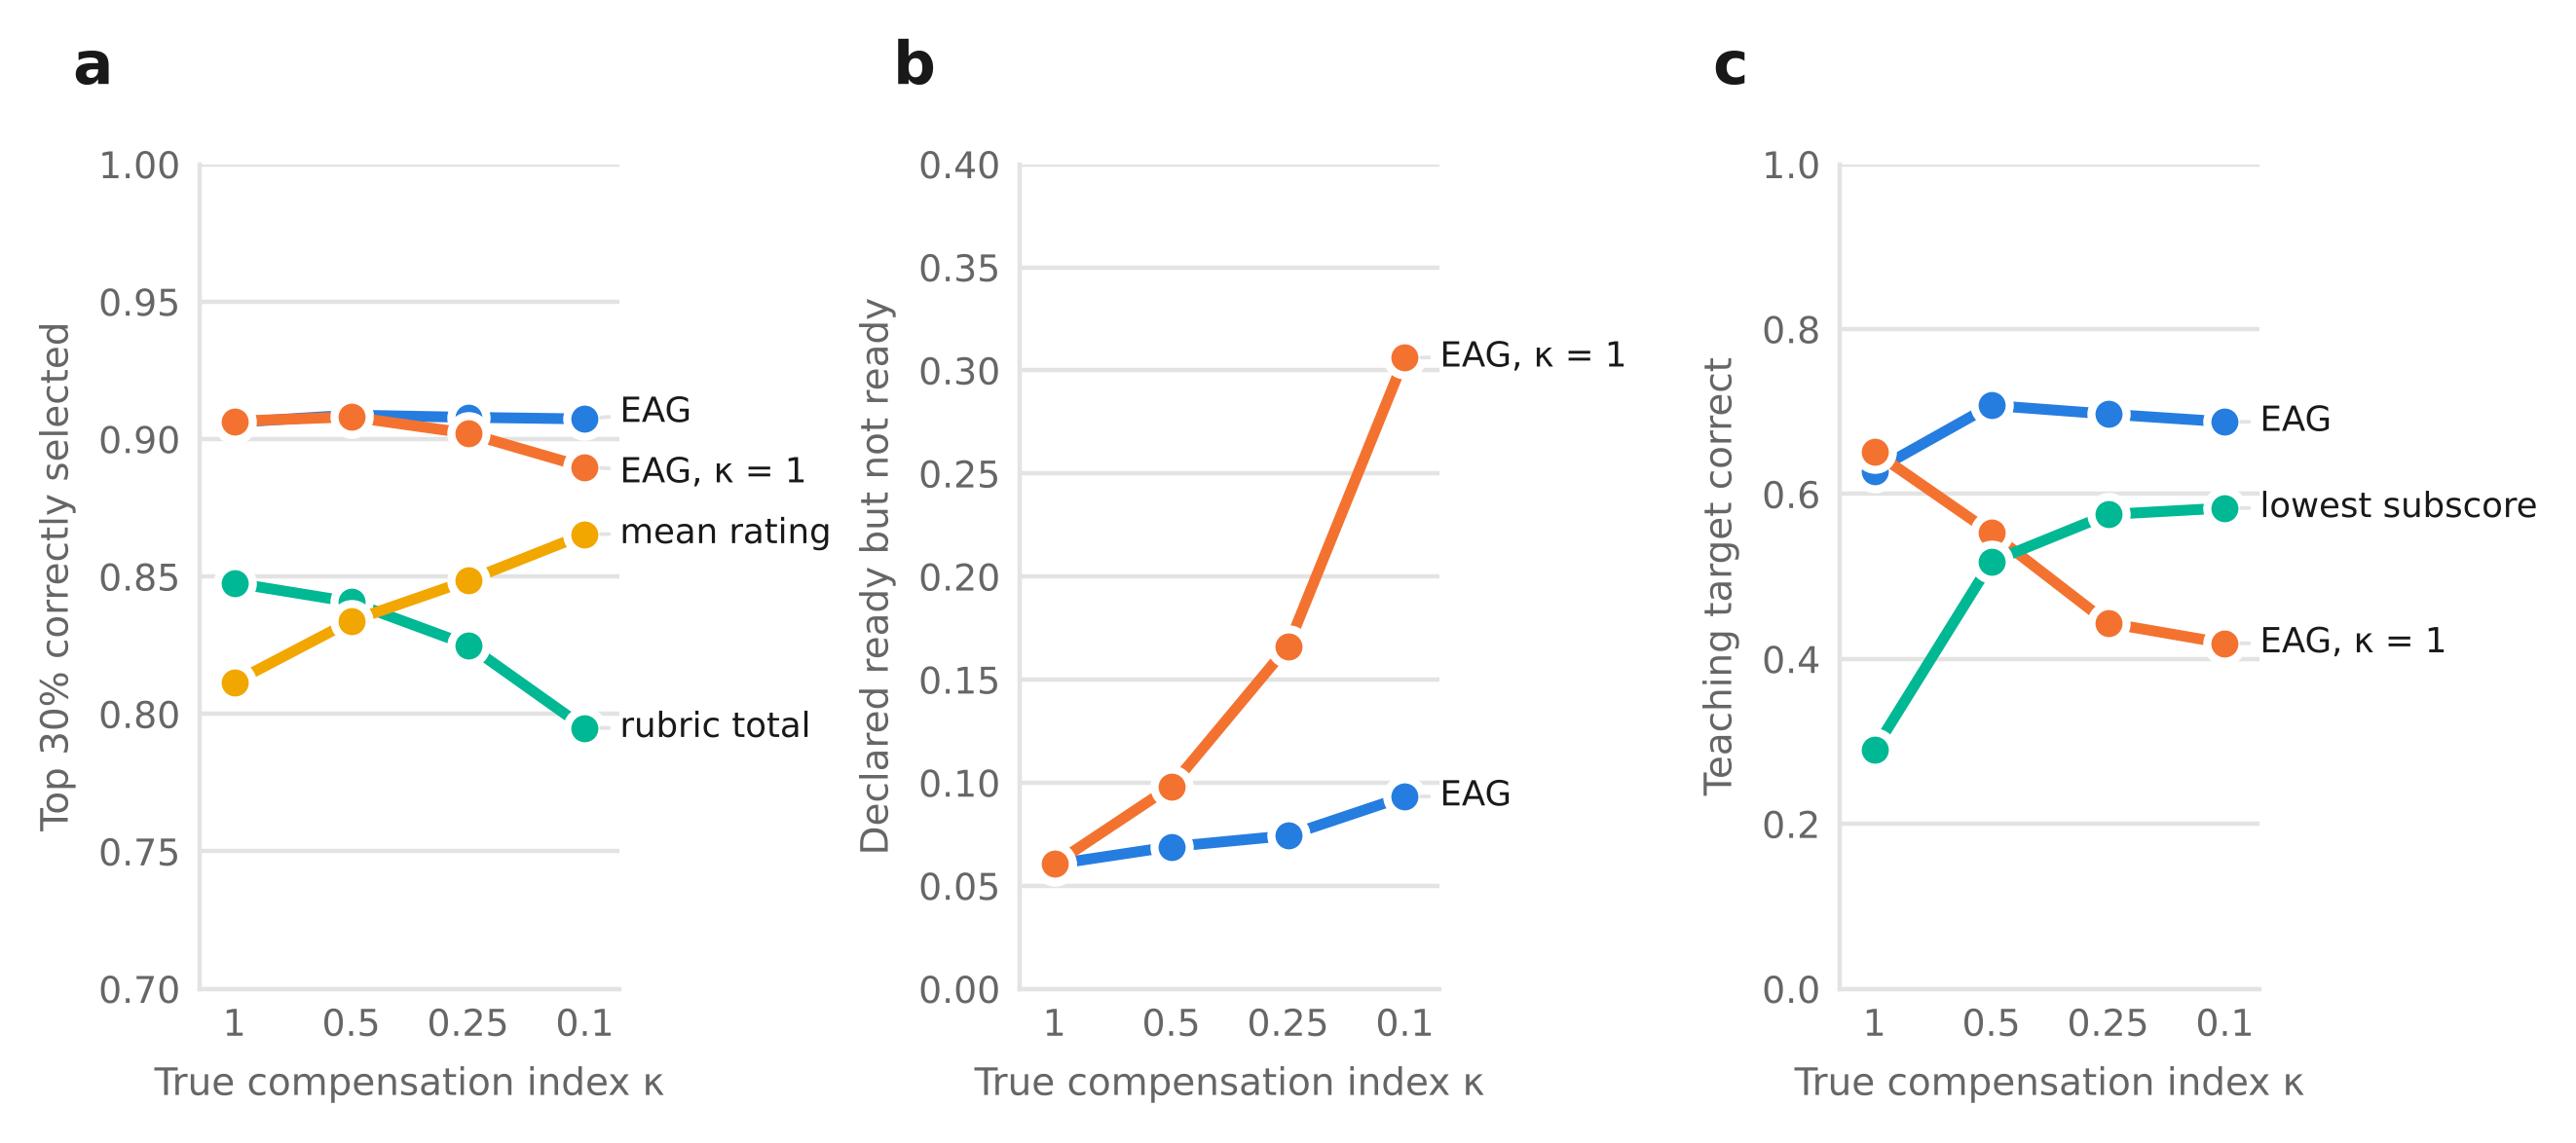 a
Top 30% correctly selected
1.00
0.95
0.90
0.85
0.80
0.75
0.70
EAG
EAG, κ = 1
mean rating
rubric total
1 0.5 0.25 0.1
True compensation index κ
b
Declared ready but not ready
0.40
0.35
0.30
0.25
0.20
0.15
0.10
0.05
0.00
EAG, κ = 1
EAG
1 0.5 0.25 0.1
True compensation index κ
c
Teaching target correct
1.0
0.8
0.6
0.4
0.2
0.0
EAG
lowest subscore
EAG, κ = 1
1 0.5 0.25 0.1
True compensation index κ